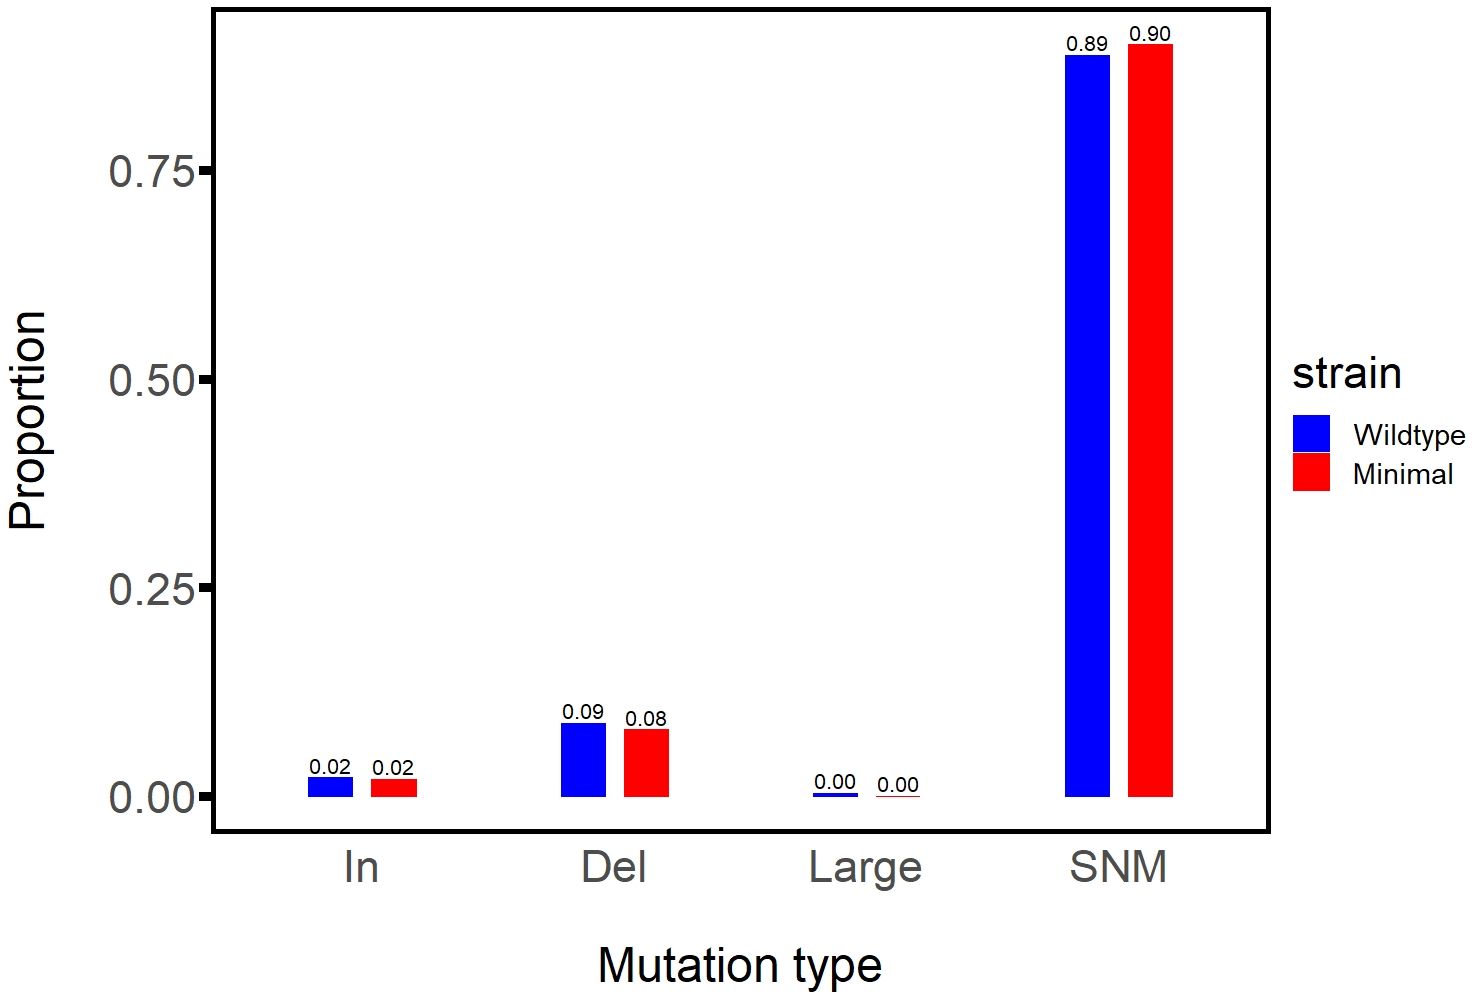 0.89
0.90
0.75
0.50
0.25
0.00
Proportion
0.02
0.02
0.09
0.08
0.00
0.00
In
Del
Large
SNM
Mutation type
strain
Wildtype
Minimal